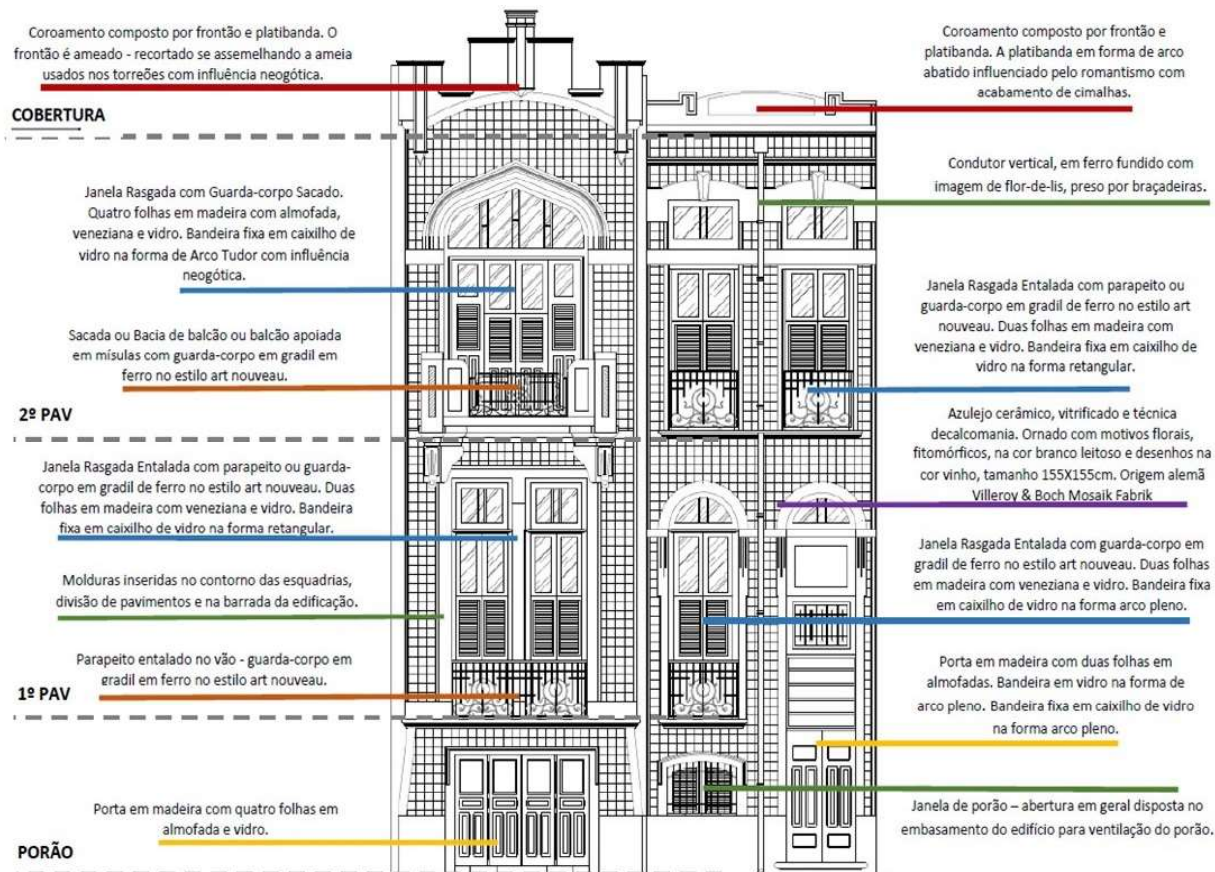 Coroamento composto por frontão e platibanda. O
frontão é ameado - recortado se assemelhando a ameia
usados nos torreões com influência neogótica.
COBERTURA
Janela Rasgada com Guarda-corpo Sacado.
Quatro folhas em madeira com almofada,
veneziana e vidro. Bandeira fixa em caixilho de
vidro na forma de Arco Tudor com influência
neogótica.
Sacada ou Bacia de balcão ou balcão apoiada
em mísulas com guarda-corpo em gradil em
ferro no estilo art nouveau.
2º PAV
Janela Rasgada Entalada com parapeito ou guarda-
corpo em gradil de ferro no estilo art nouveau. Duas
folhas em madeira com veneziana e vidro. Bandeira
fixa em caixilho de vidro na forma retangular.
Molduras inseridas no contorno das esquadrias,
divisão de pavimentos e na barrada da edificação.
Parapeito entalado no vão - guarda-corpo em
gradil em ferro no estilo art nouveau.
1º PAV
Porta em madeira com quatro folhas em
almofada e vidro.
PORÃO
Coroamento composto por frontão e
platibanda. A platibanda em forma de arco
abatido influenciado pelo romantismo com
acabamento de cimalhas.
Condutor vertical, em ferro fundido com
imagem de flor-de-lis, preso por braçadeiras.
Janela Rasgada Entalada com parapeito ou
guarda-corpo em gradil de ferro no estilo art
nouveau. Duas folhas em madeira com
veneziana e vidro. Bandeira fixa em caixilho de
vidro na forma retangular.
Azulejo cerâmico, vitrificado e técnica
decalcomania. Ornado com motivos florais,
fitomórficos, na cor branco leitoso e desenhos na
cor vinho, tamanho 155X155cm. Origem alemã
Villeroy & Boch Mosaik Fabrik
Janela Rasgada Entalada com guarda-corpo em
gradil de ferro no estilo art nouveau. Duas folhas
em madeira com veneziana e vidro. Bandeira fixa
em caixilho de vidro na forma arco pleno.
Porta em madeira com duas folhas em
almofadas. Bandeira em vidro na forma de
arco pleno. Bandeira fixa em caixilho de vidro
na forma arco pleno.
Janela de porão – abertura em geral disposta no
embasamento do edifício para ventilação do porão.